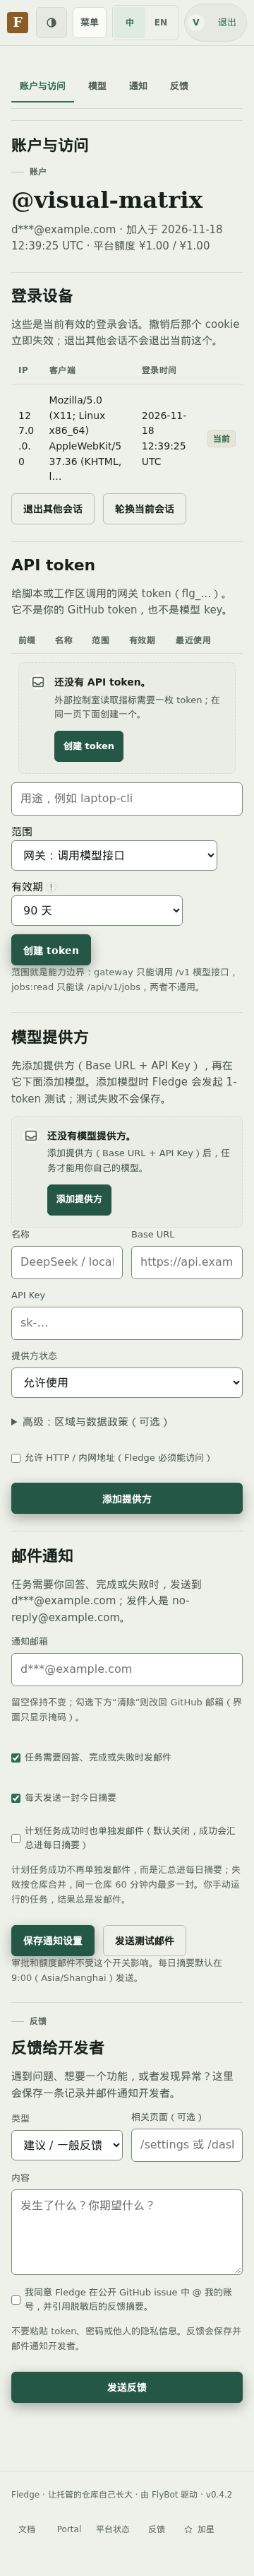 F 菜单 中 EN V 退出
账户与访问 模型 通知 反馈
账户与访问
账户
@visual-matrix
d***@example.com · 加入于 2026-11-18
12:39:25 UTC · 平台额度 ¥1.00 / ¥1.00
登录设备
这些是当前有效的登录会话。撤销后那个 cookie
立即失效；退出其他会话不会退出当前这个。
IP 客户端 登录时间
Mozilla/5.0
12 (X11; Linux 2026-11-
7.0 x86_64) 18
.0. AppleWebKit/5 12:39:25 当前
0 37.36 (KHTML, UTC
l…
退出其他会话 轮换当前会话
API token
给脚本或工作区调用的网关 token（flg_…）。
它不是你的 GitHub token，也不是模型 key。
前缀 名称 范围 有效期 最近使用
还没有 API token。
外部控制室读取指标需要一枚 token；在
同一页下面创建一个。
创建 token
用途，例如 laptop-cli
范围
网关：调用模型接口
有效期 !
90 天
创建 token
范围就是能力边界：gateway 只能调用 /v1 模型接口，
jobs:read 只能读 /api/v1/jobs，两者不通用。
模型提供方
先添加提供方（Base URL + API Key），再在
它下面添加模型。添加模型时 Fledge 会发起 1-
token 测试；测试失败不会保存。
还没有模型提供方。
添加提供方（Base URL + API Key）后，任
务才能用你自己的模型。
添加提供方
名称 Base URL
DeepSeek / local https://api.exam
API Key
sk-…
提供方状态
允许使用
高级：区域与数据政策（可选）
允许 HTTP / 内网地址（Fledge 必须能访问）
添加提供方
邮件通知
任务需要你回答、完成或失败时，发送到
d***@example.com；发件人是 no-
reply@example.com。
通知邮箱
d***@example.com
留空保持不变；勾选下方“清除”则改回 GitHub 邮箱（界
面只显示掩码）。
任务需要回答、完成或失败时发邮件
每天发送一封今日摘要
计划任务成功时也单独发邮件（默认关闭，成功会汇
总进每日摘要）
计划任务成功不再单独发邮件，而是汇总进每日摘要；失
败按仓库合并，同一仓库 60 分钟内最多一封。你手动运
行的任务，结果总是发邮件。
保存通知设置 发送测试邮件
审批和额度邮件不受这个开关影响。每日摘要默认在
9:00（Asia/Shanghai）发送。
反馈
反馈给开发者
遇到问题、想要一个功能，或者发现异常？这里
会保存一条记录并邮件通知开发者。
类型 相关页面（可选）
建议 / 一般反馈 /settings 或 /dasl
内容
发生了什么？你期望什么？
我同意 Fledge 在公开 GitHub issue 中 @ 我的账
号，并引用脱敏后的反馈摘要。
不要粘贴 token、密码或他人的隐私信息。反馈会保存并
邮件通知开发者。
发送反馈
Fledge · 让托管的仓库自己长大 · 由 FlyBot 驱动 · v0.4.2
文档 Portal 平台状态 反馈 ☆ 加星